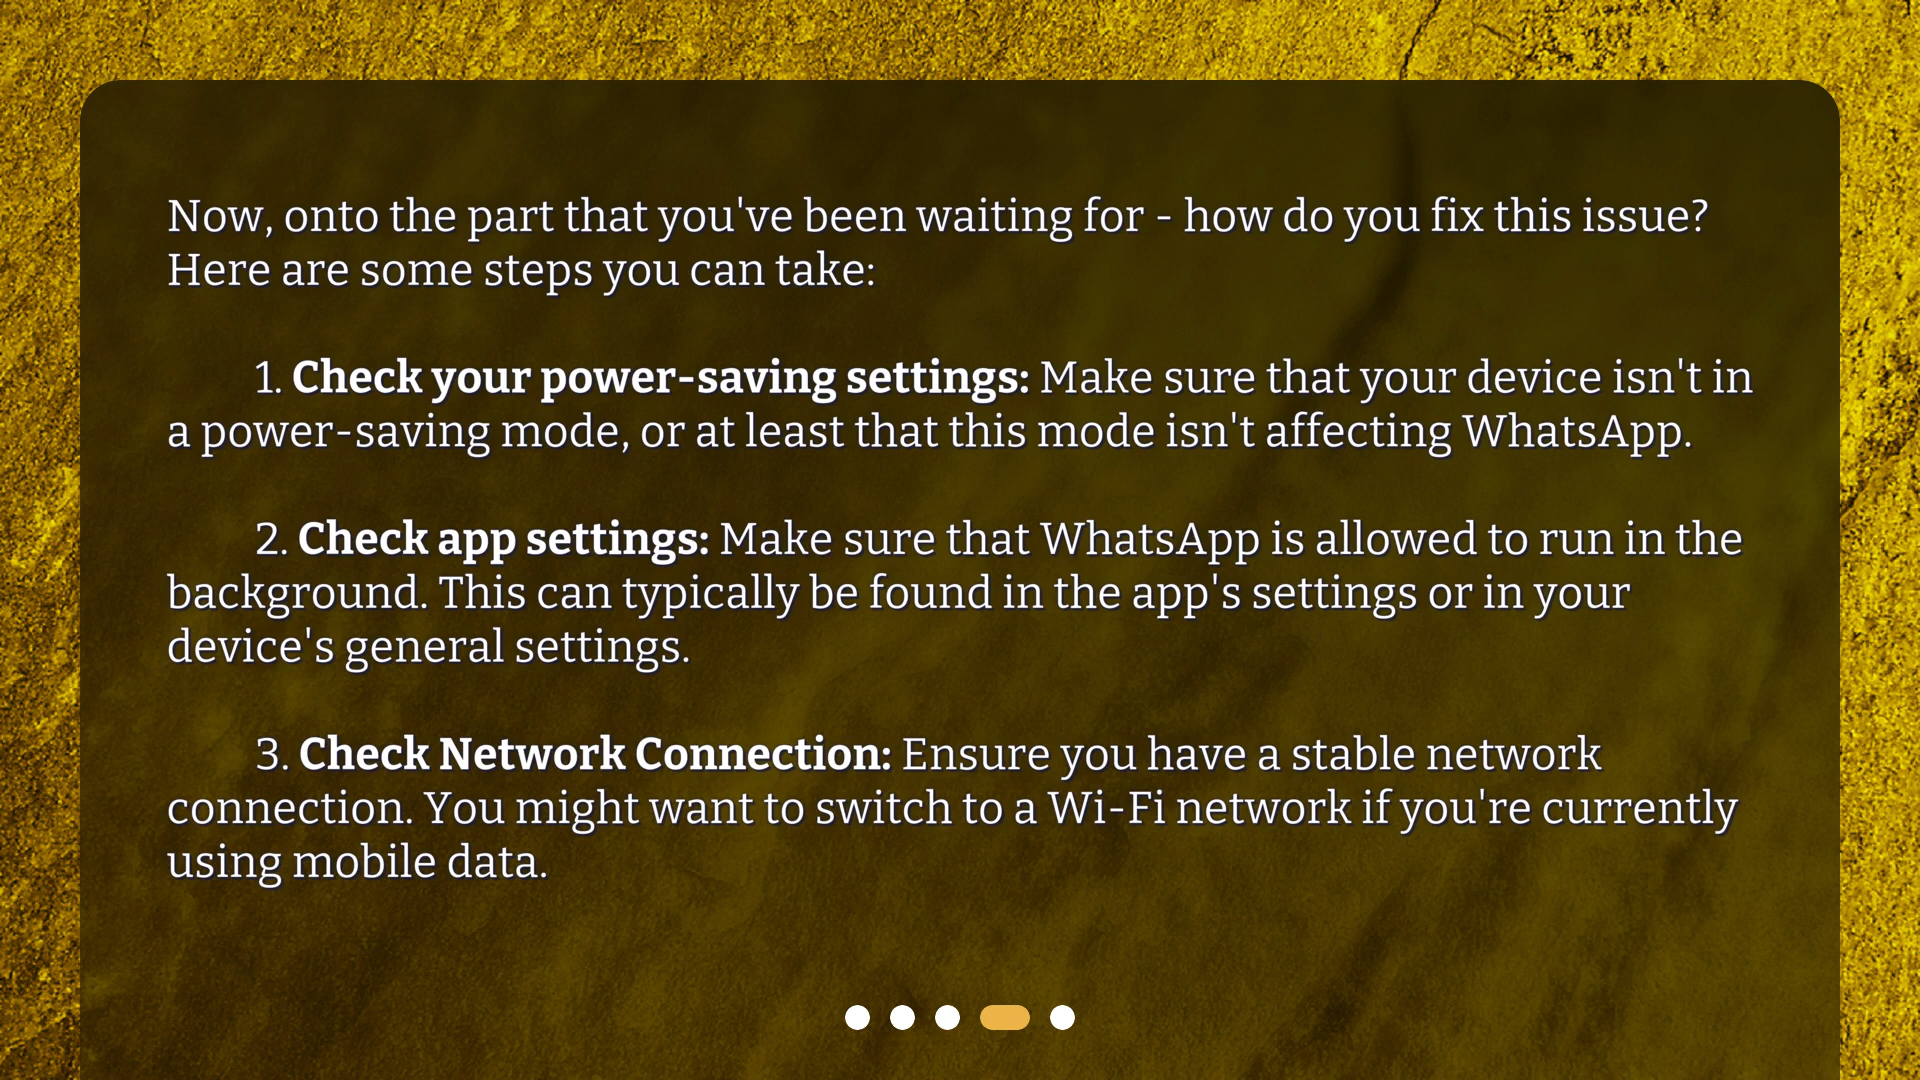 Now, onto the part that you've been waiting for - how do you fix this issue?
Here are some steps you can take:
1. Check your power-saving settings: Make sure that your device isn't in
a power-saving mode, or at least that this mode isn't affecting WhatsApp.
2. Check app settings: Make sure that WhatsApp is allowed to run in the
background. This can typically be found in the app's settings or in your
device's general settings.
3. Check Network Connection: Ensure you have a stable network
connection. You might want to switch to a Wi-Fi network if you're currently
using mobile data.